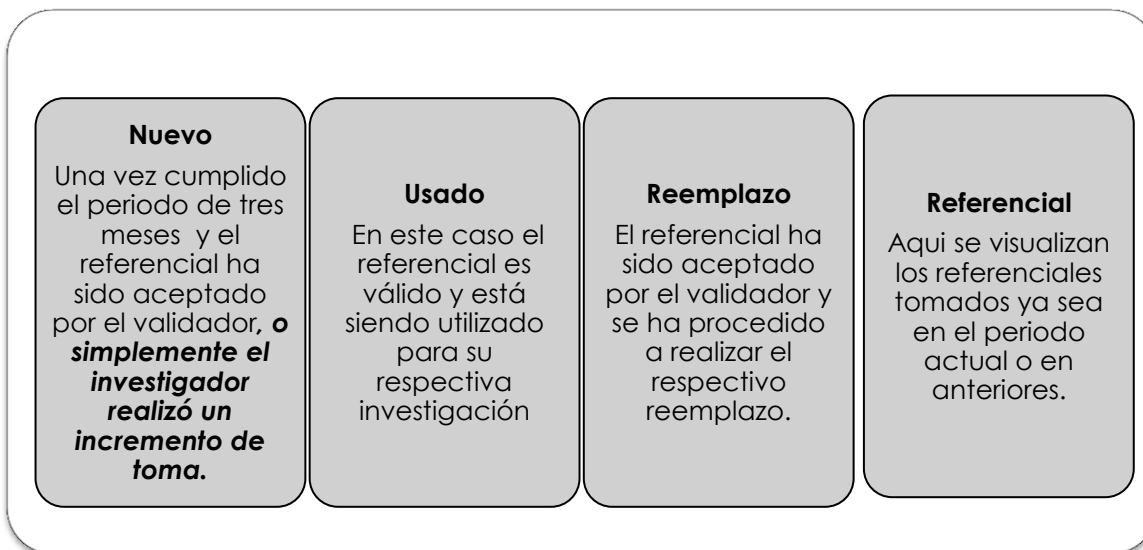 Nuevo
Una vez cumplido
el periodo de tres
meses y el
referencial ha
sido aceptado
por el validador, o
simplemente el
investigador
realizó un
incremento de
toma.
Usado
En este caso el
referencial es
válido y está
siendo utilizado
para su
respectiva
investigación
Reemplazo
El referencial ha
sido aceptado
por el validador y
se ha procedido
a realizar el
respectivo
reemplazo.
Referencial
Aqui se visualizan
los referenciales
tomados ya sea
en el periodo
actual o en
anteriores.